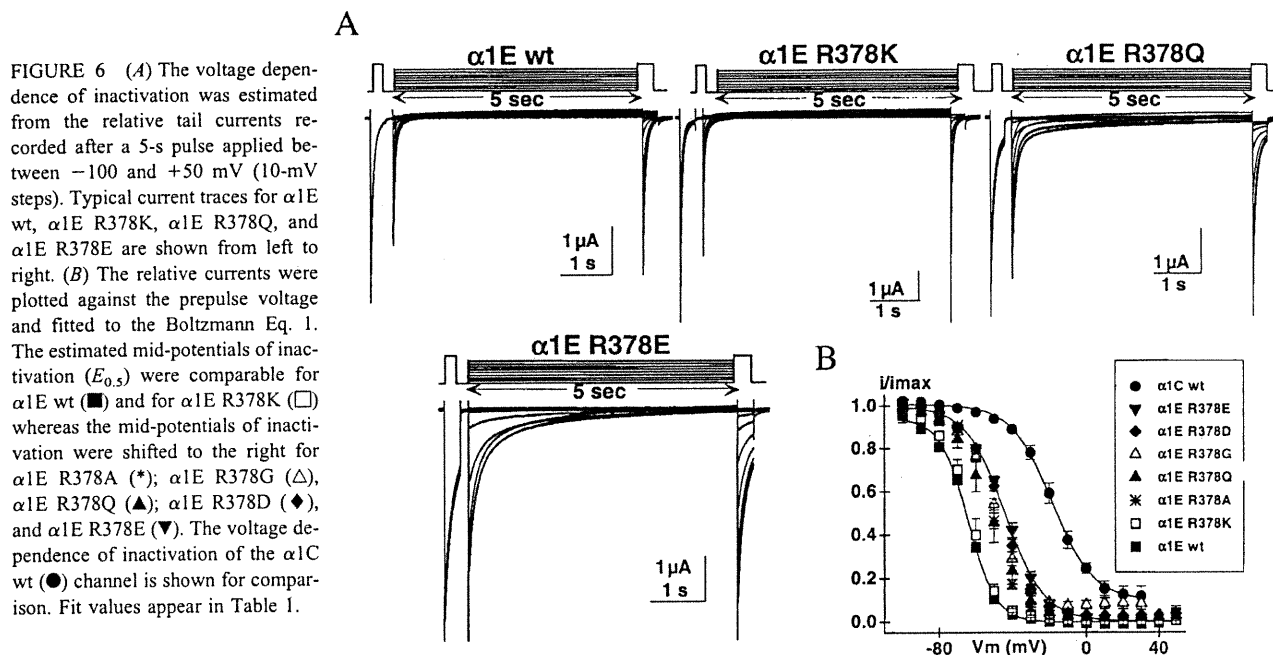 FIGURE 6 (A) The voltage depen-
dence of inactivation was estimated
from the relative tail currents re-
corded after a 5-s pulse applied be-
tween −100 and +50 mV (10-mV
steps). Typical current traces for α1E
wt, α1E R378K, α1E R378Q, and
α1E R378E are shown from left to
right. (B) The relative currents were
plotted against the prepulse voltage
and fitted to the Boltzmann Eq. 1.
The estimated mid-potentials of inac-
tivation (E0.5) were comparable for
α1E wt (■) and for α1E R378K (□)
whereas the mid-potentials of inacti-
vation were shifted to the right for
α1E R378A (*); α1E R378G (△),
α1E R378Q (▲); α1E R378D (◆),
and α1E R378E (▼). The voltage de-
pendence of inactivation of the α1C
wt (●) channel is shown for compar-
ison. Fit values appear in Table 1.
A
α1E wt
5 sec
1 µA
1 s
α1E R378K
5 sec
1 µA
1 s
α1E R378Q
5 sec
1 µA
1 s
α1E R378E
5 sec
1 µA
1 s
B
i/imax
1.0
0.8
0.6
0.4
0.2
0.0
-80
Vm (mV)
0
40
α1C wt
α1E R378E
α1E R378D
α1E R378G
α1E R378Q
α1E R378A
α1E R378K
α1E wt